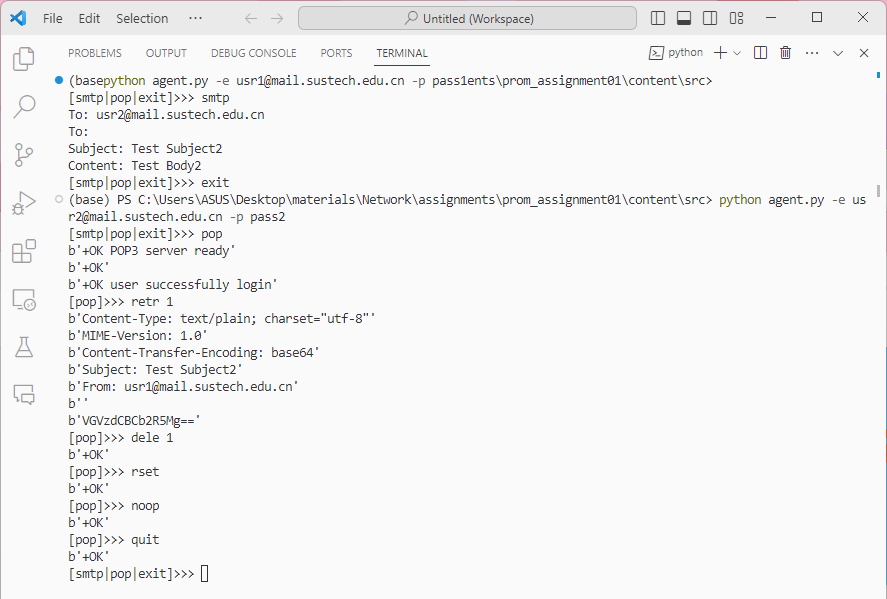 File Edit Selection ··· Untitled (Workspace)
PROBLEMS OUTPUT DEBUG CONSOLE PORTS TERMINAL python
(basepython agent.py -e usr1@mail.sustech.edu.cn -p pass1ents\prom_assignment01\content\src>
[smtp|pop|exit]>>> smtp
To: usr2@mail.sustech.edu.cn
To:
Subject: Test Subject2
Content: Test Body2
[smtp|pop|exit]>>> exit
(base) PS C:\Users\ASUS\Desktop\materials\Network\assignments\prom_assignment01\content\src> python agent.py -e us
r2@mail.sustech.edu.cn -p pass2
[smtp|pop|exit]>>> pop
b'+OK POP3 server ready'
b'+OK'
b'+OK user successfully login'
[pop]>>> retr 1
b'Content-Type: text/plain; charset="utf-8"'
b'MIME-Version: 1.0'
b'Content-Transfer-Encoding: base64'
b'Subject: Test Subject2'
b'From: usr1@mail.sustech.edu.cn'
b''
b'VGVzdCBCb2R5Mg=='
[pop]>>> dele 1
b'+OK'
[pop]>>> rset
b'+OK'
[pop]>>> noop
b'+OK'
[pop]>>> quit
b'+OK'
[smtp|pop|exit]>>>